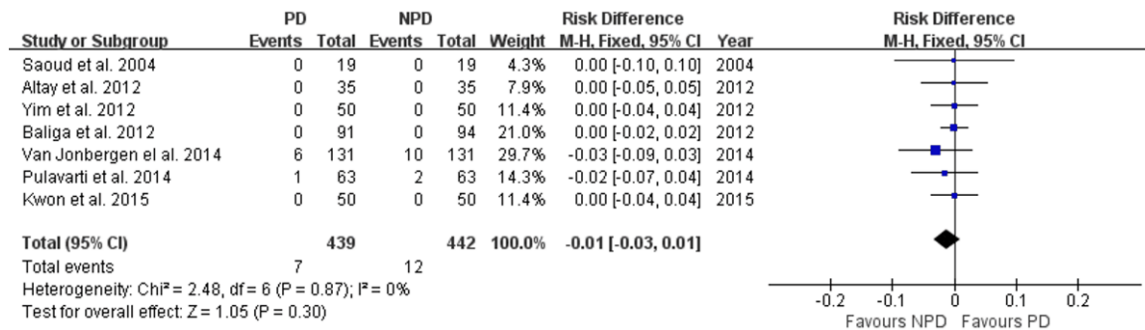 PD NPD Risk Difference Risk Difference
Study or Subgroup Events Total Events Total Weight M-H, Fixed, 95% CI Year M-H, Fixed, 95% CI
Saoud et al. 2004 0 19 0 19 4.3% 0.00 [-0.10, 0.10] 2004
Altay et al. 2012 0 35 0 35 7.9% 0.00 [-0.05, 0.05] 2012
Yim et al. 2012 0 50 0 50 11.4% 0.00 [-0.04, 0.04] 2012
Baliga et al. 2012 0 91 0 94 21.0% 0.00 [-0.02, 0.02] 2012
Van Jonbergen el al. 2014 6 131 10 131 29.7% -0.03 [-0.09, 0.03] 2014
Pulavarti et al. 2014 1 63 2 63 14.3% -0.02 [-0.07, 0.04] 2014
Kwon et al. 2015 0 50 0 50 11.4% 0.00 [-0.04, 0.04] 2015
Total (95% CI) 439 442 100.0% -0.01 [-0.03, 0.01]
Total events 7 12
Heterogeneity: Chi² = 2.48, df = 6 (P = 0.87); I² = 0%
Test for overall effect: Z = 1.05 (P = 0.30)
-0.2 -0.1 0 0.1 0.2
Favours NPD Favours PD